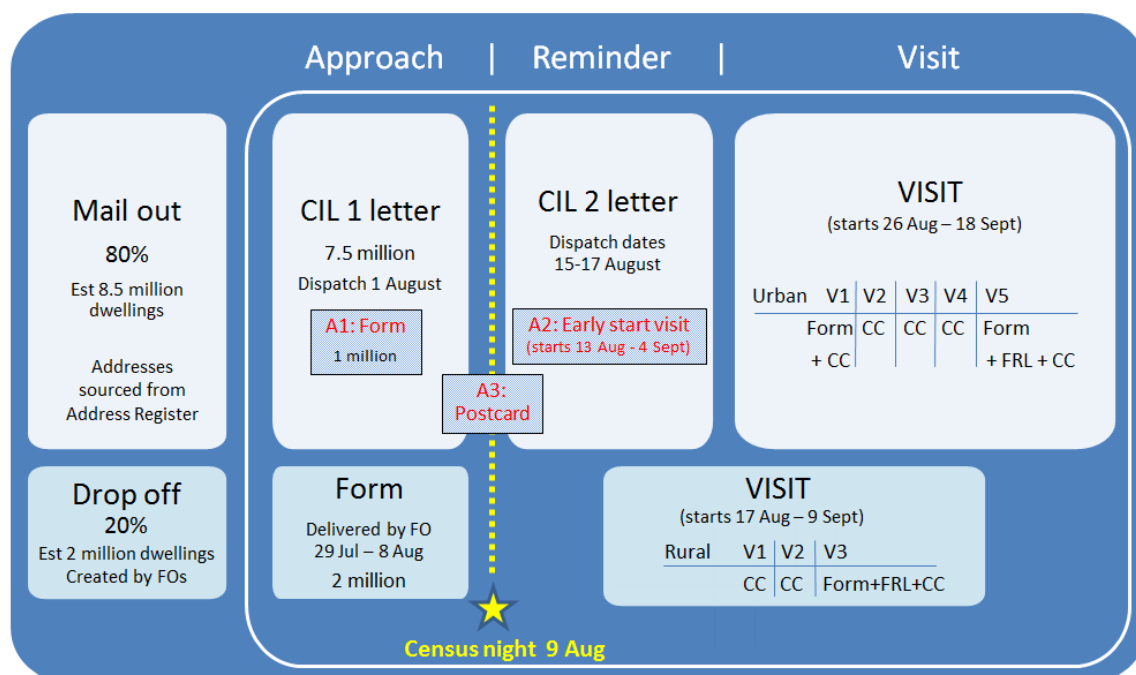 Approach | Reminder | Visit
Mail out
80%
Est 8.5 million
dwellings
Addresses
sourced from
Address Register
CIL 1 letter
7.5 million
Dispatch 1 August
A1: Form
1 million
A3:
Postcard
CIL 2 letter
Dispatch dates
15-17 August
A2: Early start visit
(starts 13 Aug - 4 Sept)
VISIT
(starts 26 Aug – 18 Sept)
Urban V1 V2 V3 V4 V5
Form CC CC CC Form
+ CC + FRL + CC
Drop off
20%
Est 2 million dwellings
Created by FOs
Form
Delivered by FO
29 Jul – 8 Aug
2 million
VISIT
(starts 17 Aug – 9 Sept)
Rural V1 V2 V3
CC CC Form+FRL+CC
Census night 9 Aug